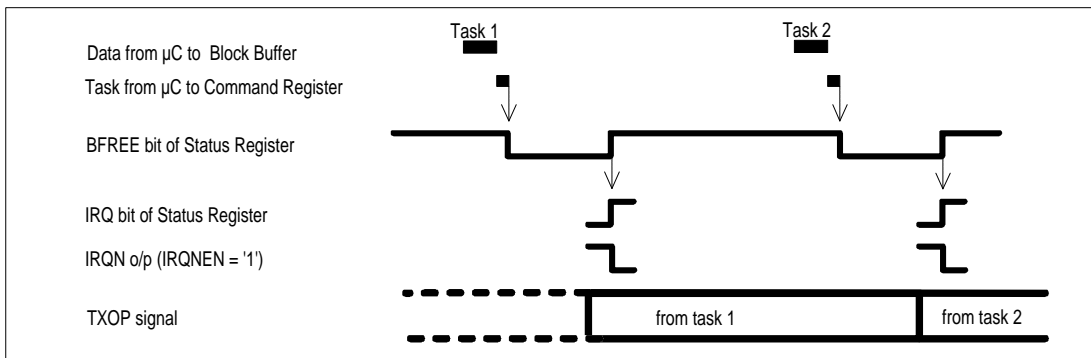 Task 1
Task 2
Data from µC to Block Buffer
Task from µC to Command Register
BFREE bit of Status Register
IRQ bit of Status Register
IRQN o/p (IRQNEN = '1')
TXOP signal
from task 1
from task 2